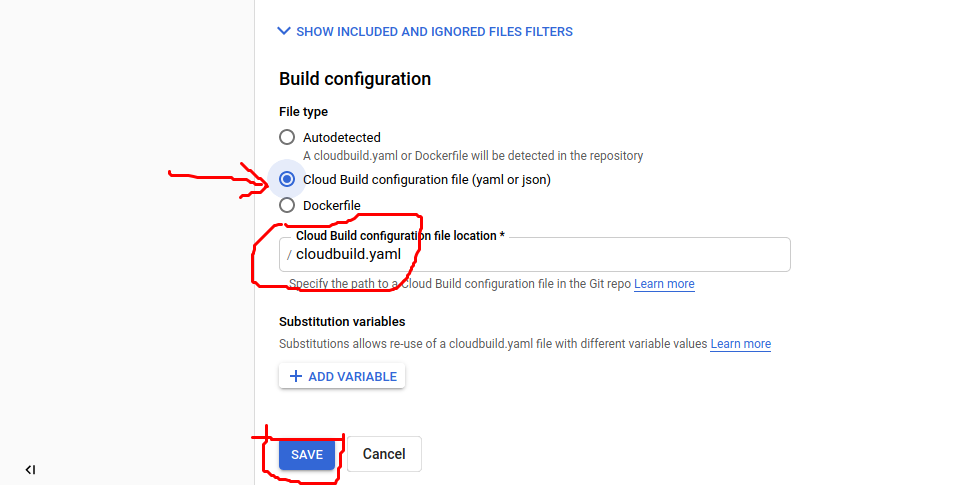 SHOW INCLUDED AND IGNORED FILES FILTERS
Build configuration
File type
Autodetected
A cloudbuild.yaml or Dockerfile will be detected in the repository
Cloud Build configuration file (yaml or json)
Dockerfile
Cloud Build configuration file location *
/ cloudbuild.yaml
Specify the path to a Cloud Build configuration file in the Git repo Learn more
Substitution variables
Substitutions allows re-use of a cloudbuild.yaml file with different variable values Learn more
+ ADD VARIABLE
SAVE Cancel